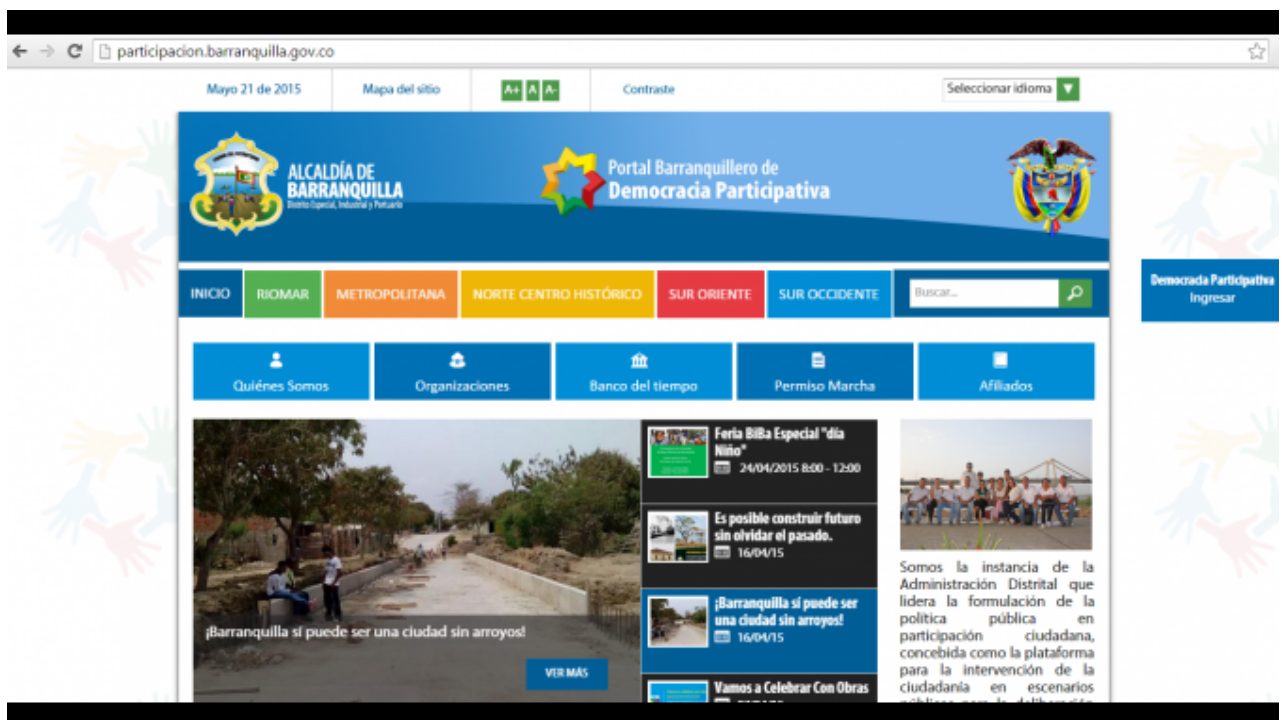 participacion.barranquilla.gov.co
Mayo 21 de 2015
Mapa del sitio
A+ A A-
Contraste
Seleccionar idioma
ALCALDÍA DE
BARRANQUILLA
Distrito Especial, Industrial y Portuario
Portal Barranquillero de
Democracia Participativa
INICIO
RIOMAR
METROPOLITANA
NORTE CENTRO HISTÓRICO
SUR ORIENTE
SUR OCCIDENTE
Buscar...
Democracia Participativa
Ingresar
Quiénes Somos
Organizaciones
Banco del tiempo
Permiso Marcha
Afiliados
¡Barranquilla sí puede ser una ciudad sin arroyos!
VER MÁS
Feria BiBa Especial "día
Niño"
24/04/2015 8:00 - 12:00
Es posible construir futuro
sin olvidar el pasado.
16/04/15
¡Barranquilla sí puede ser
una ciudad sin arroyos!
16/04/15
Vamos a Celebrar Con Obras
Somos la instancia de la
Administración Distrital que
lidera la formulación de la
política pública en
participación ciudadana,
concebida como la plataforma
para la intervención de la
ciudadanía en escenarios